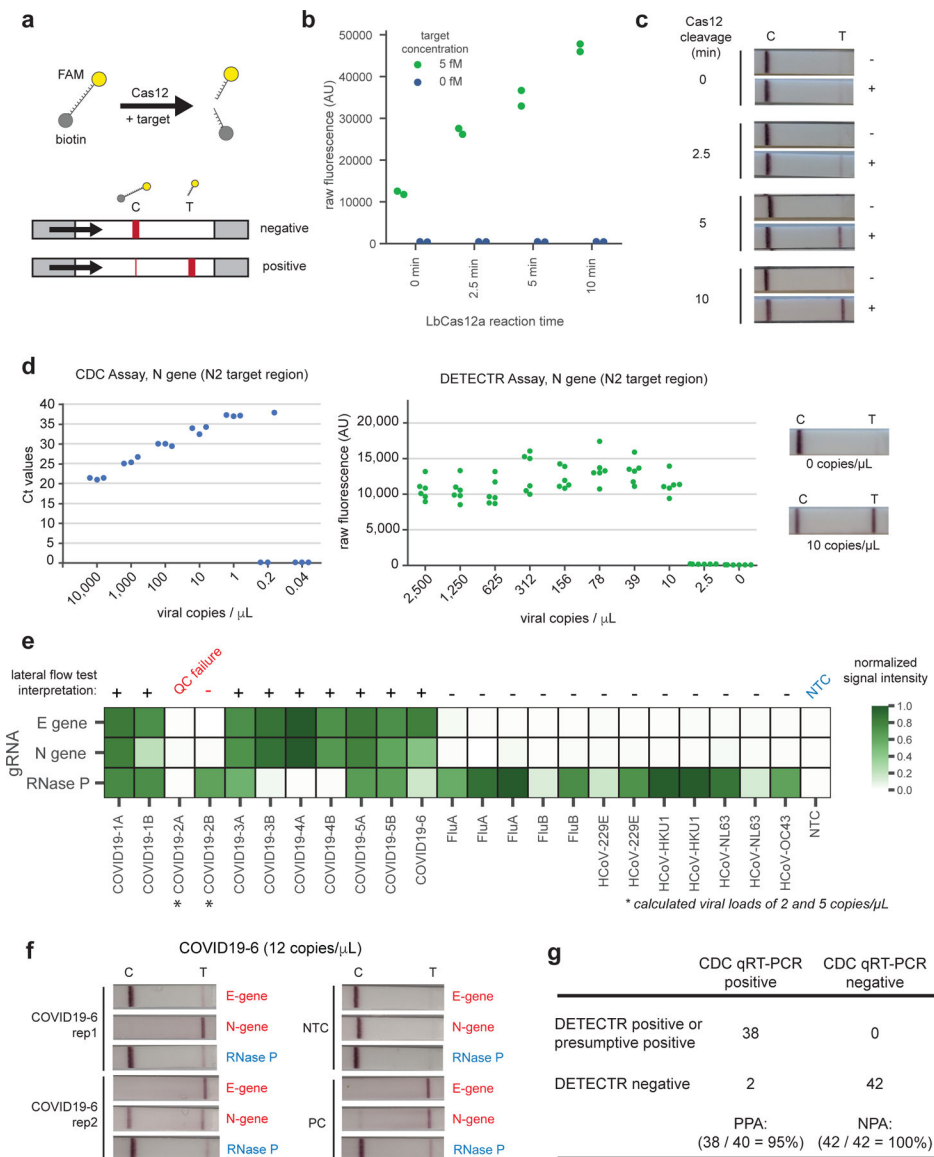 a
FAM
Cas12
+ target
biotin
C T
negative
positive
b
target
concentration
5 fM
0 fM
raw fluorescence (AU)
50000
40000
30000
20000
10000
0
0 min
2.5 min
5 min
10 min
LbCas12a reaction time
c
Cas12
cleavage
(min)
C T
0
-
+
2.5
-
+
5
-
+
10
-
+
d
CDC Assay, N gene (N2 target region)
Ct values
40
35
30
25
20
15
10
5
0
10,000 1,000 100 10 1 0.2 0.04
viral copies / μL
DETECTR Assay, N gene (N2 target region)
raw fluorescence (AU)
20,000
15,000
10,000
5,000
0
2,500 1,250 625 312 156 78 39 10 2.5 0
viral copies / μL
C T
0 copies/μL
C T
10 copies/μL
e
lateral flow test
interpretation:
+ + QC failure - + + + + + + + - - - - - - - - - - - - NTC
normalized
signal intensity
1.0
0.8
0.6
0.4
0.2
0.0
gRNA
E gene
N gene
RNase P
COVID19-1A
COVID19-1B
COVID19-2A
COVID19-2B
COVID19-3A
COVID19-3B
COVID19-4A
COVID19-4B
COVID19-5A
COVID19-5B
COVID19-6
FluA
FluA
FluA
FluB
FluB
HCoV-229E
HCoV-229E
HCoV-HKU1
HCoV-HKU1
HCoV-NL63
HCoV-NL63
HCoV-OC43
NTC
* *
* calculated viral loads of 2 and 5 copies/μL
f
COVID19-6 (12 copies/μL)
C T
COVID19-6
rep1
E-gene
N-gene
RNase P
COVID19-6
rep2
E-gene
N-gene
RNase P
C T
NTC
E-gene
N-gene
RNase P
PC
E-gene
N-gene
RNase P
g
CDC qRT-PCR
positive
CDC qRT-PCR
negative
DETECTR positive or
presumptive positive
38 0
DETECTR negative 2 42
PPA:
(38 / 40 = 95%)
NPA:
(42 / 42 = 100%)